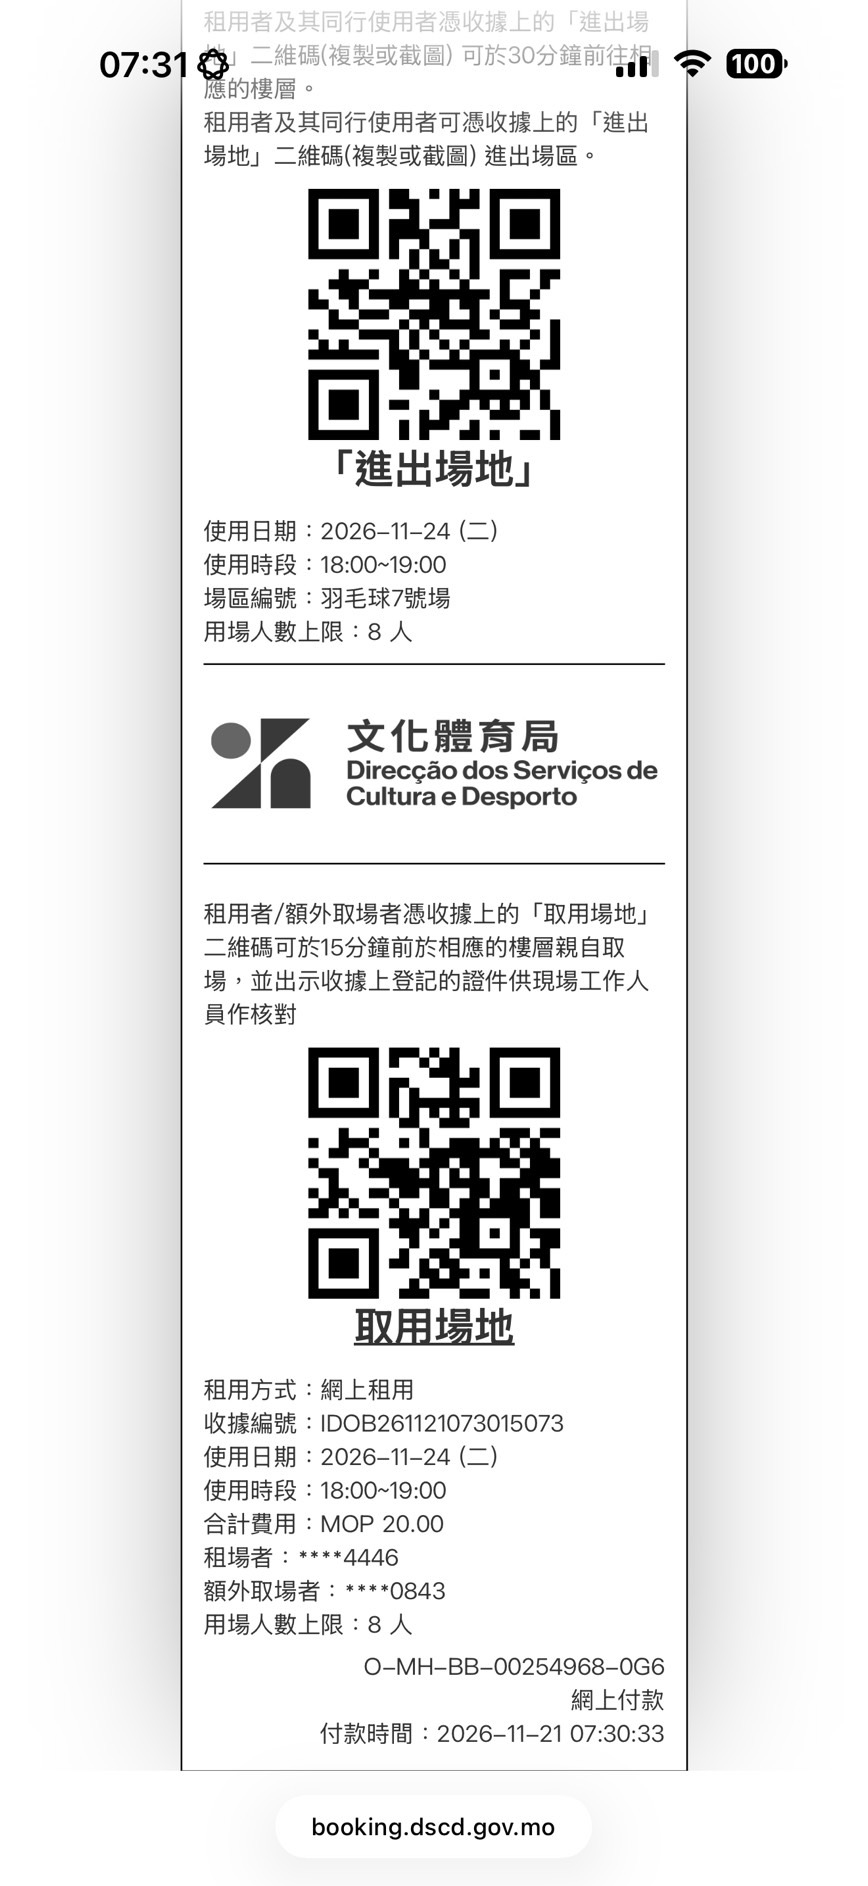 租用者及其同行使用者憑收據上的「進出場
地」二維碼(複製或截圖) 可於30分鐘前往相
應的樓層。
07:31
100
租用者及其同行使用者可憑收據上的「進出
場地」二維碼(複製或截圖) 進出場區。
「進出場地」
使用日期：2026-11-24 (二)
使用時段：18:00~19:00
場區編號：羽毛球7號場
用場人數上限：8 人
文化體育局
Direcção dos Serviços de
Cultura e Desporto
租用者/額外取場者憑收據上的「取用場地」
二維碼可於15分鐘前於相應的樓層親自取
場，並出示收據上登記的證件供現場工作人
員作核對
取用場地
租用方式：網上租用
收據編號：IDOB261121073015073
使用日期：2026-11-24 (二)
使用時段：18:00~19:00
合計費用：MOP 20.00
租場者：****4446
額外取場者：****0843
用場人數上限：8 人
O-MH-BB-00254968-0G6
網上付款
付款時間：2026-11-21 07:30:33
booking.dscd.gov.mo